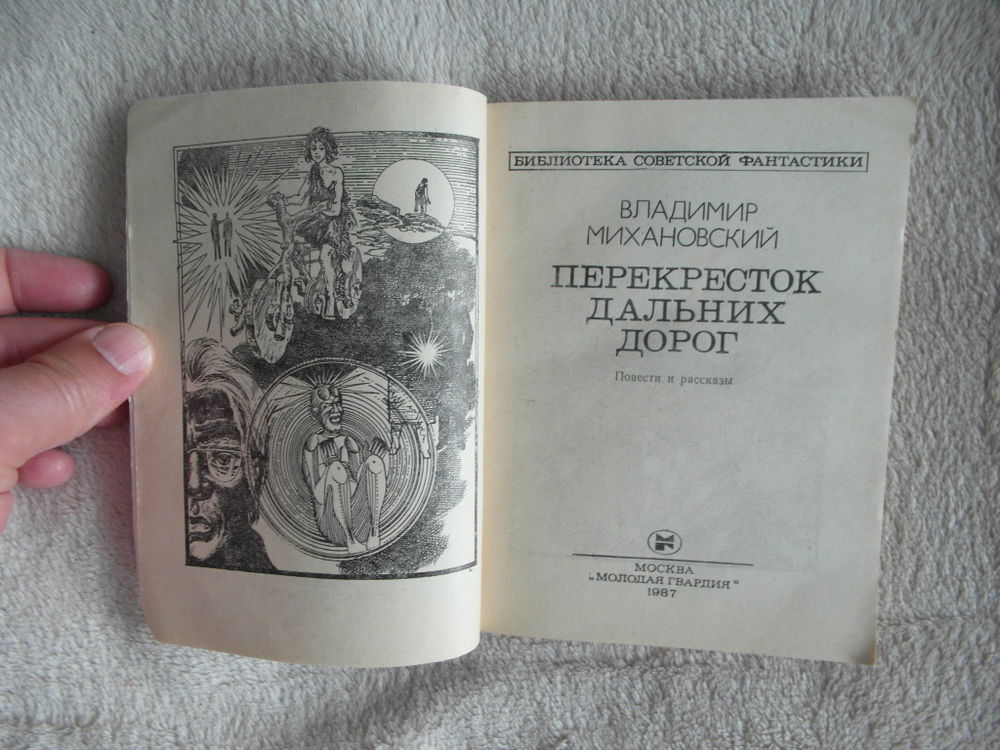 БИБЛИОТЕКА СОВЕТСКОЙ ФАНТАСТИКИ
ВЛАДИМИР
МИХАНОВСКИЙ
ПЕРЕКРЕСТОК
ДАЛЬНИХ
ДОРОГ
Повести и рассказы
МОСКВА
„МОЛОДАЯ ГВАРДИЯ"
1987